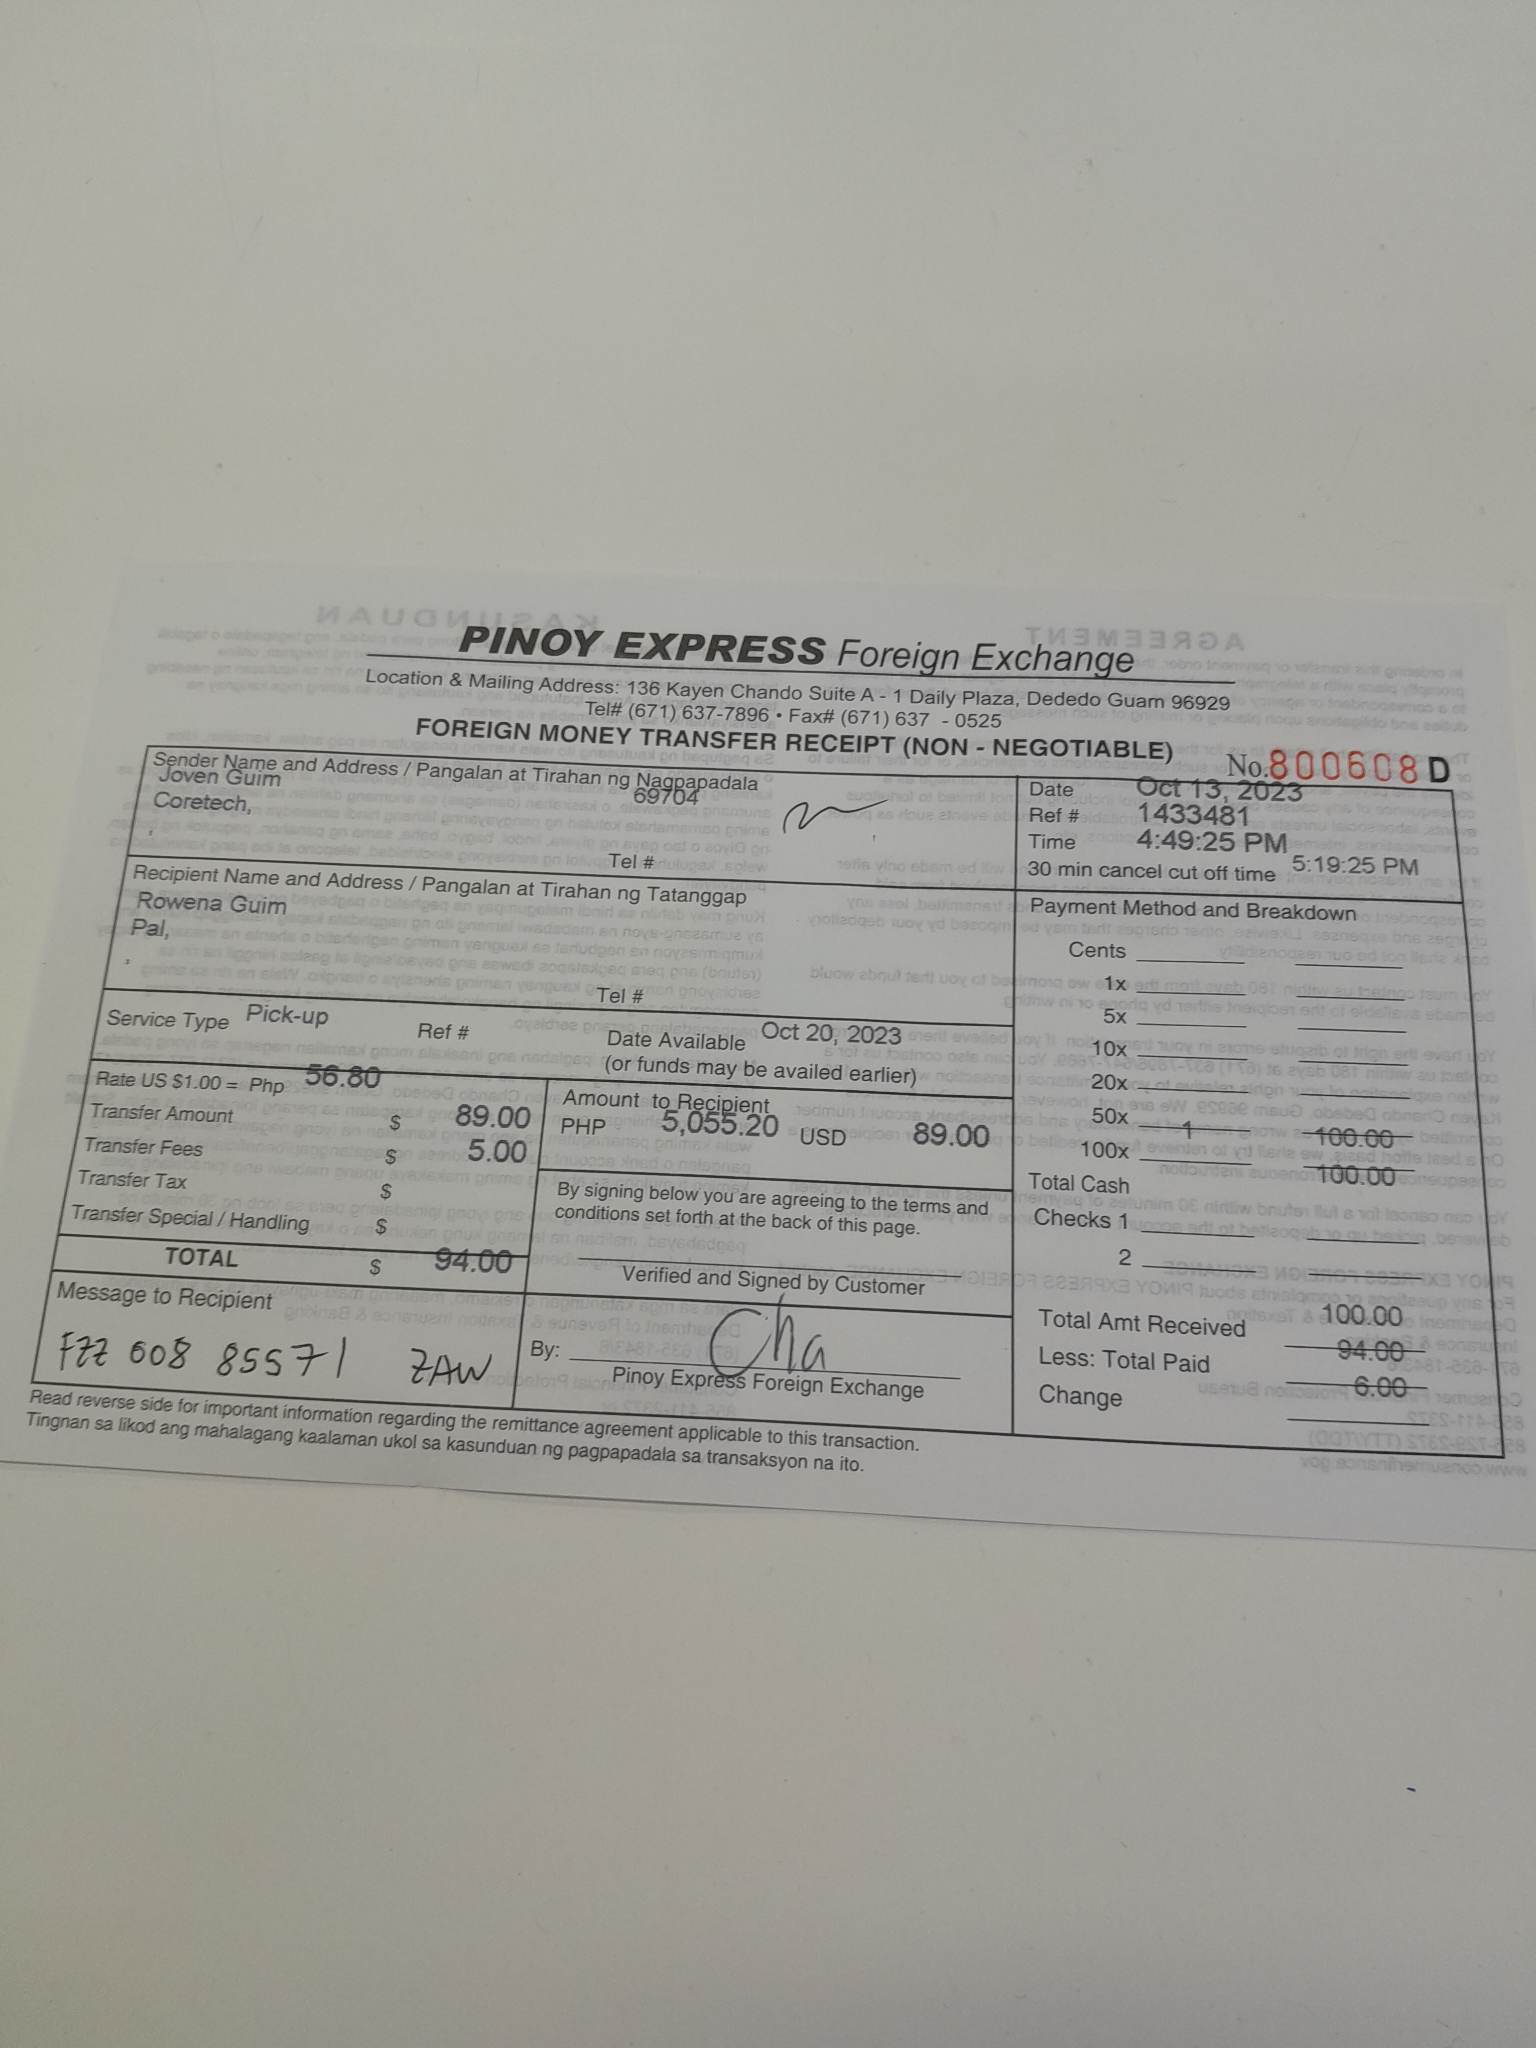 PINOY EXPRESS Foreign Exchange
Location & Mailing Address: 136 Kayen Chando Suite A - 1 Daily Plaza, Dededo Guam 96929
Tel# (671) 637-7896 • Fax# (671) 637 - 0525
FOREIGN MONEY TRANSFER RECEIPT (NON - NEGOTIABLE)
No.800608 D
Sender Name and Address / Pangalan at Tirahan ng Nagpapadala
Joven Guim
69704
Coretech,
,
Tel #
Date Oct 13, 2023
Ref # 1433481
Time 4:49:25 PM
30 min cancel cut off time 5:19:25 PM
Recipient Name and Address / Pangalan at Tirahan ng Tatanggap
Rowena Guim
Pal,
,
Tel #
Service Type Pick-up Ref # Date Available Oct 20, 2023
(or funds may be availed earlier)
Rate US $1.00 = Php 56.80
Transfer Amount $ 89.00
Transfer Fees $ 5.00
Transfer Tax $
Transfer Special / Handling $
TOTAL $ 94.00
Amount to Recipient
PHP 5,055.20 USD 89.00
By signing below you are agreeing to the terms and
conditions set forth at the back of this page.
Verified and Signed by Customer
Message to Recipient
608 85571 ZAW
By: Cha
Pinoy Express Foreign Exchange
Payment Method and Breakdown
Cents
1x
5x
10x
20x
50x
100x 1 100.00
Total Cash 100.00
Checks 1
2
Total Amt Received 100.00
Less: Total Paid 94.00
Change 6.00
Read reverse side for important information regarding the remittance agreement applicable to this transaction.
Tingnan sa likod ang mahalagang kaalaman ukol sa kasunduan ng pagpapadala sa transaksyon na ito.